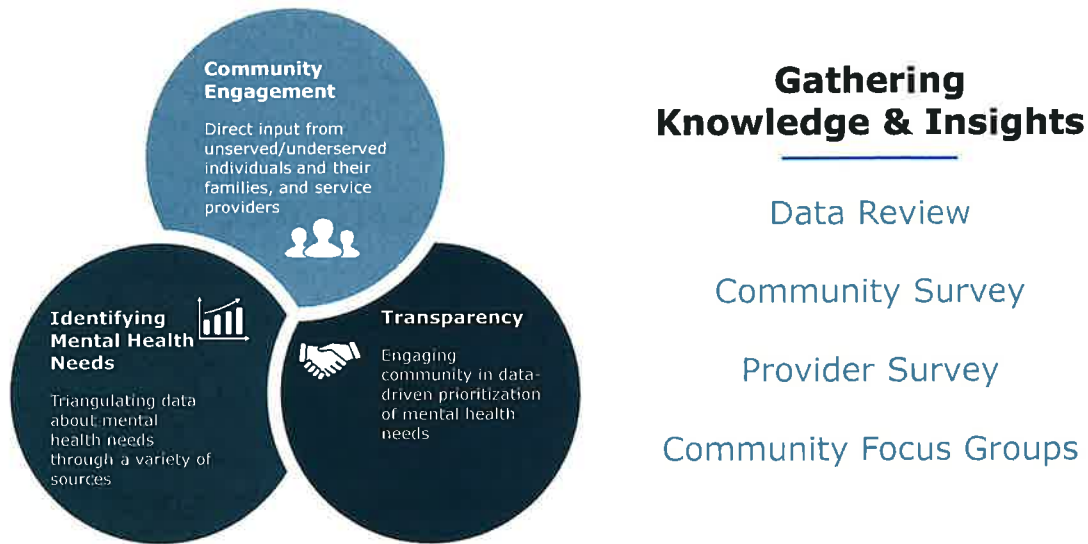 Community
Engagement
Direct input from
unserved/underserved
individuals and their
families, and service
providers
Identifying
Mental Health
Needs
Triangulating data
about mental
health needs
through a variety of
sources
Transparency
Engaging
community in data-
driven prioritization
of mental health
needs
Gathering
Knowledge & Insights
Data Review
Community Survey
Provider Survey
Community Focus Groups